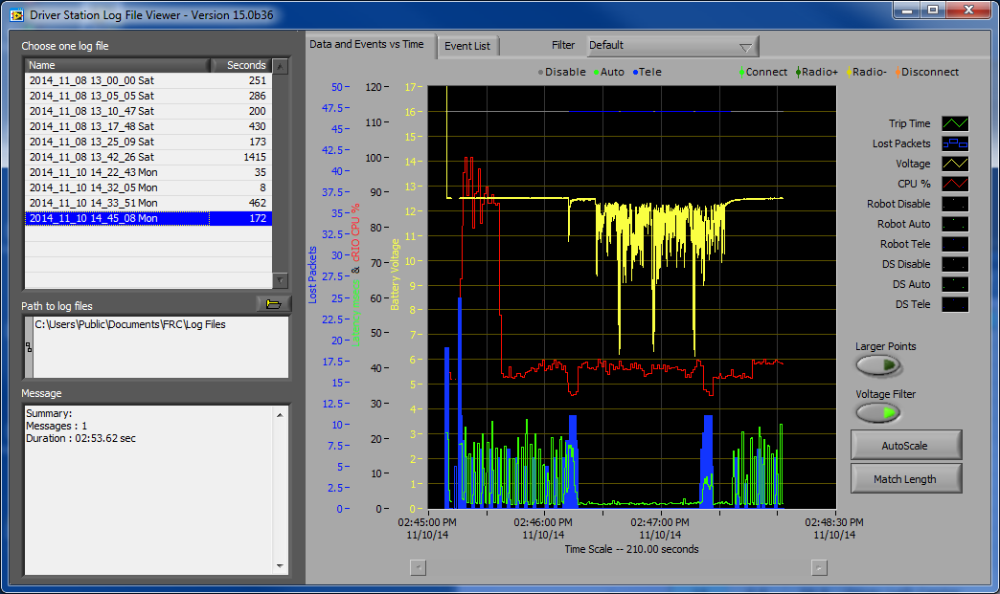 Driver Station Log File Viewer - Version 15.0b36
Choose one log file
Name Seconds
2014_11_08 13_00_00 Sat 251
2014_11_08 13_05_05 Sat 286
2014_11_08 13_10_47 Sat 200
2014_11_08 13_17_48 Sat 430
2014_11_08 13_25_09 Sat 173
2014_11_08 13_42_26 Sat 1415
2014_11_10 14_22_43 Mon 35
2014_11_10 14_32_05 Mon 8
2014_11_10 14_33_51 Mon 462
2014_11_10 14_45_08 Mon 172
Path to log files
C:\Users\Public\Documents\FRC\Log Files
Message
Summary:
Messages : 1
Duration : 02:53.62 sec
Data and Events vs Time
Event List
Filter
Default
Disable Auto Tele
Connect Radio+ Radio- Disconnect
Lost Packets
50
47.5
45
42.5
40
37.5
35
32.5
30
27.5
25
22.5
20
17.5
15
12.5
10
7.5
5
2.5
0
& cRIO CPU %
120
110
100
90
80
70
60
50
40
30
20
10
0
Battery Voltage
17
16
15
14
13
12
11
10
9
8
7
6
5
4
3
2
1
0
02:45:00 PM 02:46:00 PM 02:47:00 PM 02:48:30 PM
11/10/14 11/10/14 11/10/14 11/10/14
Time Scale -- 210.00 seconds
Trip Time
Lost Packets
Voltage
CPU %
Robot Disable
Robot Auto
Robot Tele
DS Disable
DS Auto
DS Tele
Larger Points
Voltage Filter
AutoScale
Match Length